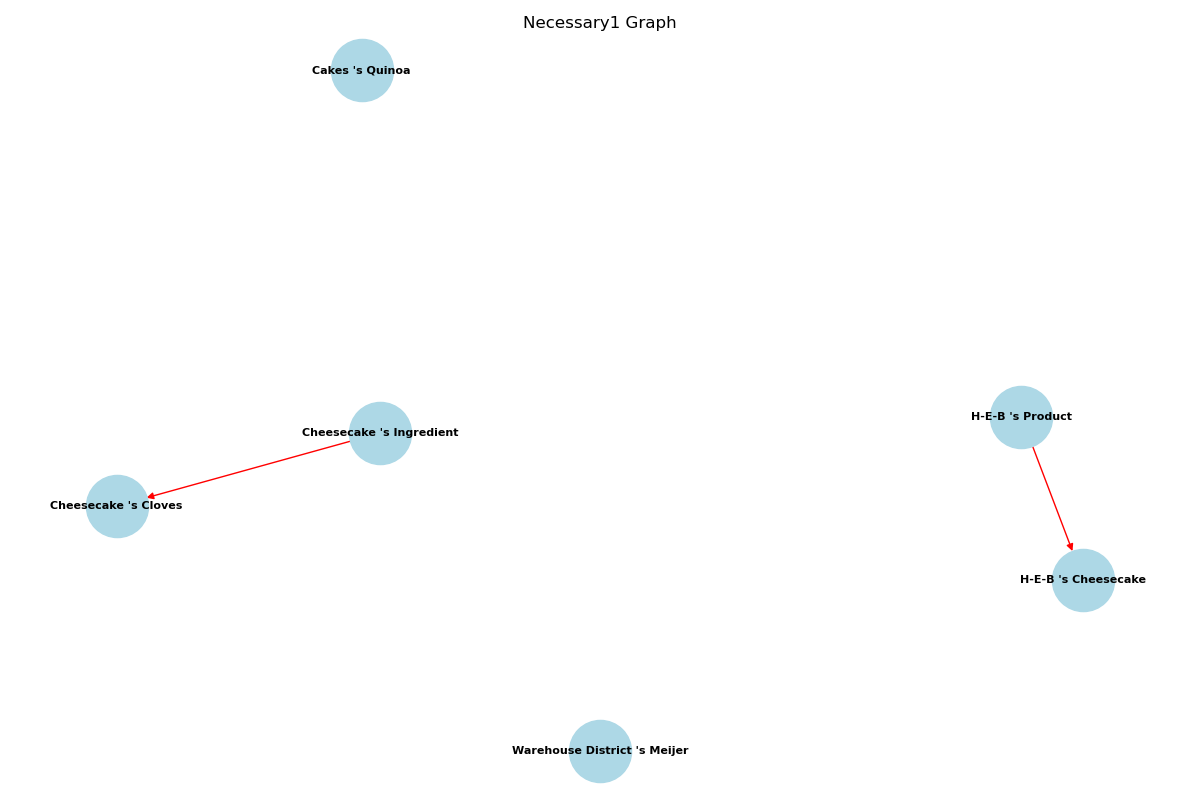 Necessary1 Graph
Cakes 's Quinoa
H-E-B 's Product
Cheesecake 's Ingredient
Cheesecake 's Cloves
H-E-B 's Cheesecake
Warehouse District 's Meijer